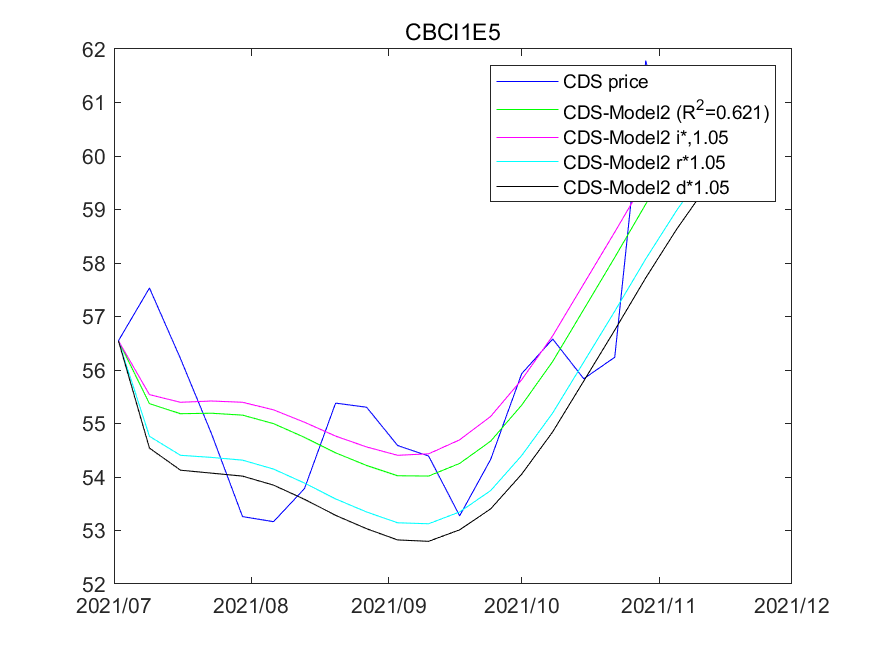 CBCI1E5
62
61
60
59
58
57
56
55
54
53
52
CDS price
CDS-Model2 (R²=0.621)
CDS-Model2 i*,1.05
CDS-Model2 r*1.05
CDS-Model2 d*1.05
2021/07 2021/08 2021/09 2021/10 2021/11 2021/12